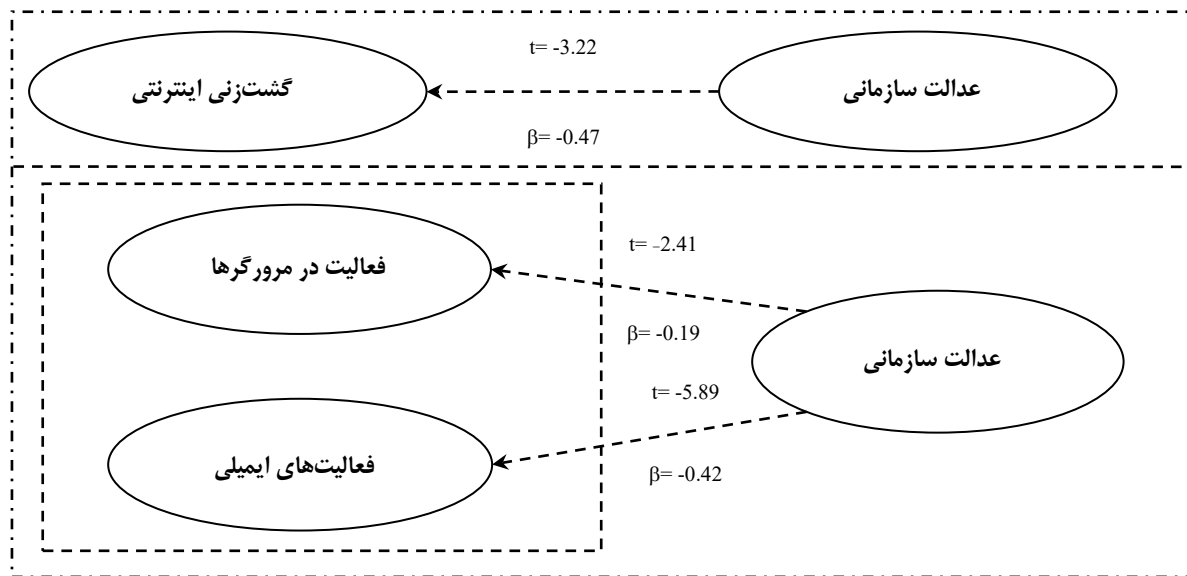 t= -3.22
عدالت سازمانی
گشت‌زنی اینترنتی
β= -0.47
t= -2.41
فعالیت در مرورگرها
β= -0.19
عدالت سازمانی
t= -5.89
فعالیت‌های ایمیلی
β= -0.42